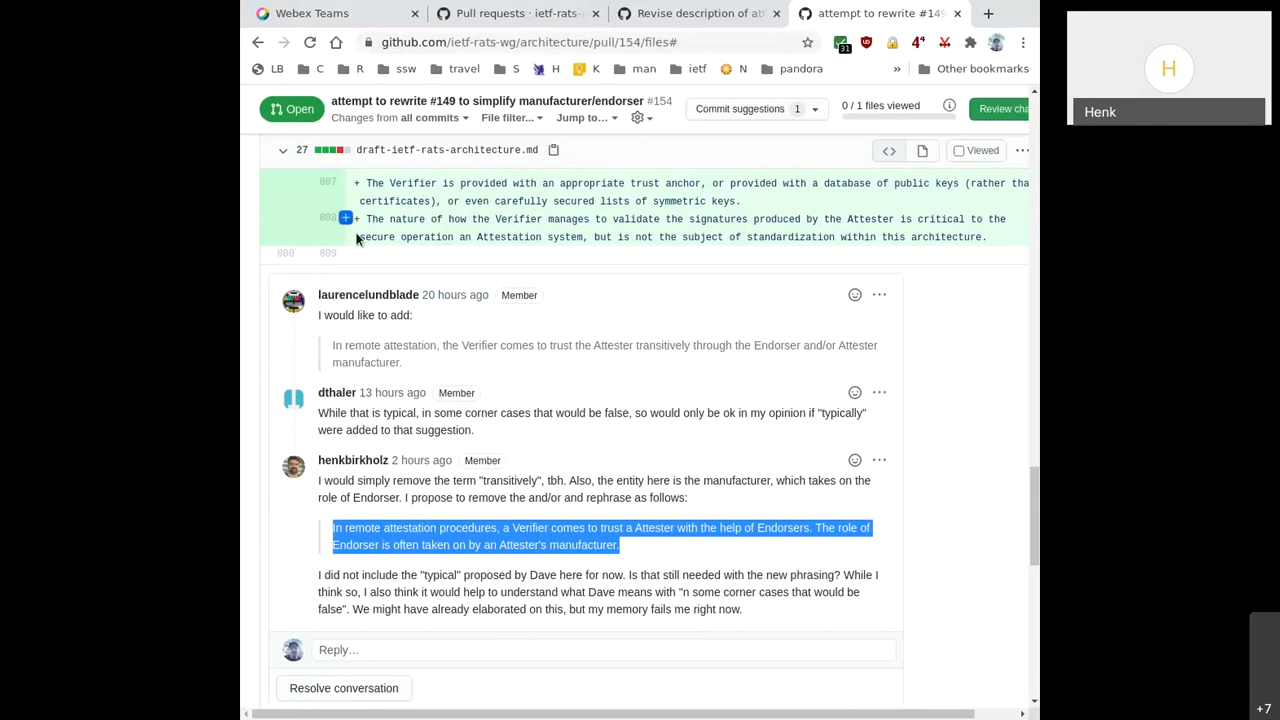 Webex Teams
Pull requests · ietf-rats-
Revise description of at
attempt to rewrite #149
github.com/ietf-rats-wg/architecture/pull/154/files#
31
4⁴
LB
C
R
ssw
travel
S
H
K
man
ietf
N
pandora
»
Other bookmarks
Open
attempt to rewrite #149 to simplify manufacturer/endorser #154
Changes from all commits
File filter...
Jump to…
Commit suggestions 1
0 / 1 files viewed
Review cha
27
draft-ietf-rats-architecture.md
Viewed
807 + The Verifier is provided with an appropriate trust anchor, or provided with a database of public keys (rather tha
certificates), or even carefully secured lists of symmetric keys.
808 + The nature of how the Verifier manages to validate the signatures produced by the Attester is critical to the
secure operation an Attestation system, but is not the subject of standardization within this architecture.
800 809
laurencelundblade 20 hours ago Member
I would like to add:
In remote attestation, the Verifier comes to trust the Attester transitively through the Endorser and/or Attester
manufacturer.
dthaler 13 hours ago Member
While that is typical, in some corner cases that would be false, so would only be ok in my opinion if "typically"
were added to that suggestion.
henkbirkholz 2 hours ago Member
I would simply remove the term "transitively", tbh. Also, the entity here is the manufacturer, which takes on the
role of Endorser. I propose to remove the and/or and rephrase as follows:
In remote attestation procedures, a Verifier comes to trust a Attester with the help of Endorsers. The role of
Endorser is often taken on by an Attester's manufacturer.
I did not include the "typical" proposed by Dave here for now. Is that still needed with the new phrasing? While I
think so, I also think it would help to understand what Dave means with "n some corner cases that would be
false". We might have already elaborated on this, but my memory fails me right now.
Reply…
Resolve conversation
H
Henk
+7